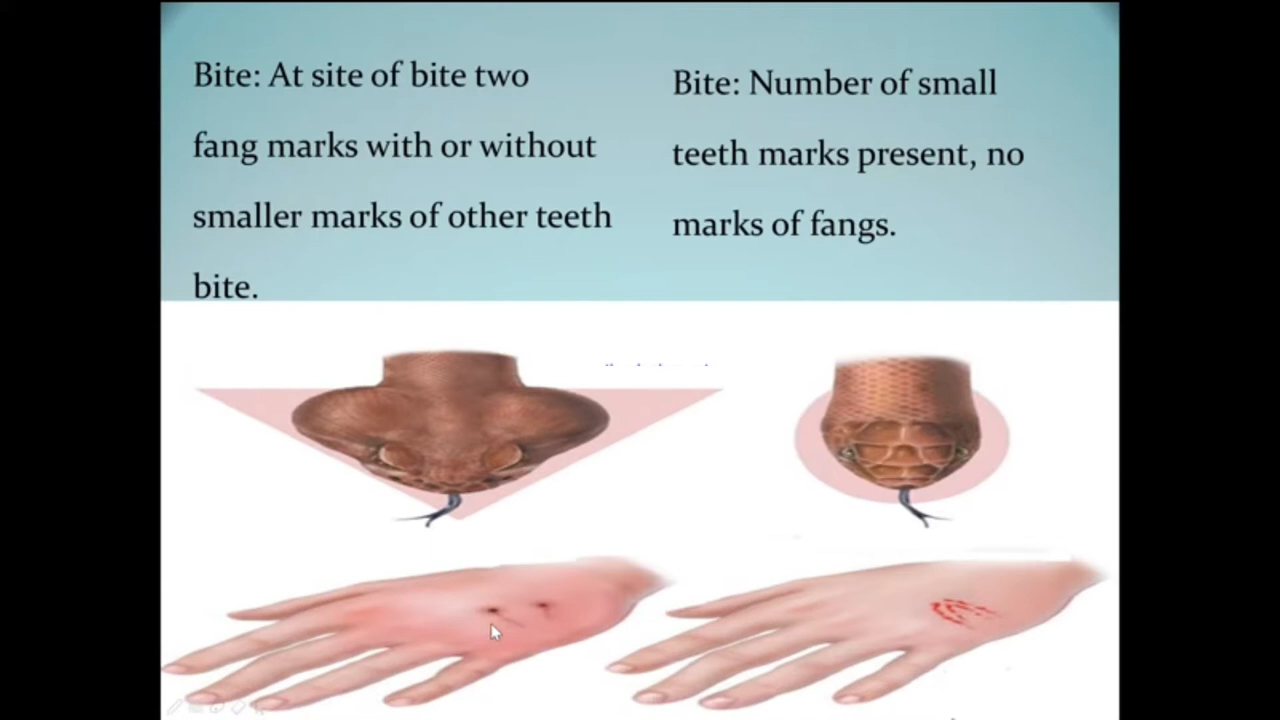 Bite: At site of bite two
fang marks with or without
smaller marks of other teeth
bite.
Bite: Number of small
teeth marks present, no
marks of fangs.